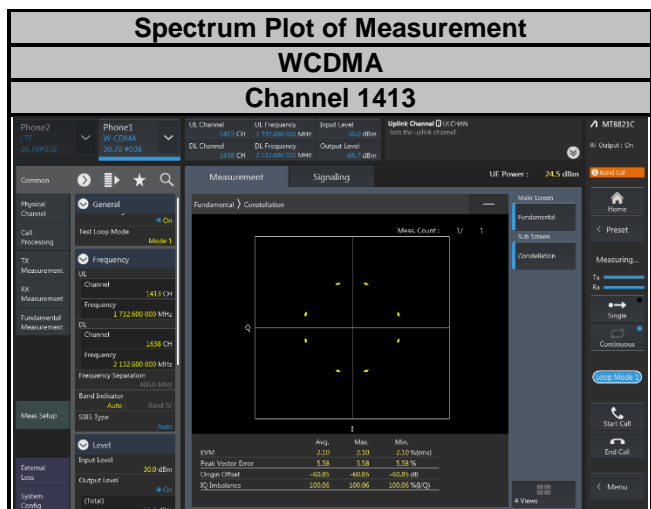 Spectrum Plot of Measurement
WCDMA
Channel 1413
Phone2
LTE
30.70#038
Phone1
W-CDMA
30.70 #038
UL Channel
1413 CH
UL Frequency
1 732.600 000 MHz
Input Level
30.0 dBm
DL Channel
1638 CH
DL Frequency
2 132.600 000 MHz
Output Level
-65.7 dBm
Uplink Channel ULCHAN
Sets the uplink channel.
MT8821C
RF Output : On
Common
Measurement
Signaling
UE Power : 24.5 dBm
Band Cal
Physical
Channel
Call
Processing
TX
Measurement
RX
Measurement
Fundamental
Measurement
Meas Setup
External
Loss
System
Config
General
On
Test Loop Mode
Mode 1
Frequency
UL
Channel
1413 CH
Frequency
1 732.600 000 MHz
DL
Channel
1638 CH
Frequency
2 132.600 000 MHz
Frequency Separation
400.0 MHz
Band Indicator
Auto Band IV
SIB5 Type
Auto
Level
Input Level
30.0 dBm
Output Level
On
(Total)
Fundamental 〉 Constellation
Meas. Count : 1/ 1
Q
I
Avg. Max. Min.
EVM 2.10 2.10 2.10 %(rms)
Peak Vector Error 5.58 5.58 5.58 %
Origin Offset -60.85 -60.85 -60.85 dB
IQ Imbalance 100.06 100.06 100.06 %(I/Q)
Main Screen
Fundamental
Sub Screen
Constellation
4 Views
Home
< Preset
Measuring...
Tx
Rx
Single
Continuous
Loop Mode 1
Start Call
End Call
< Menu